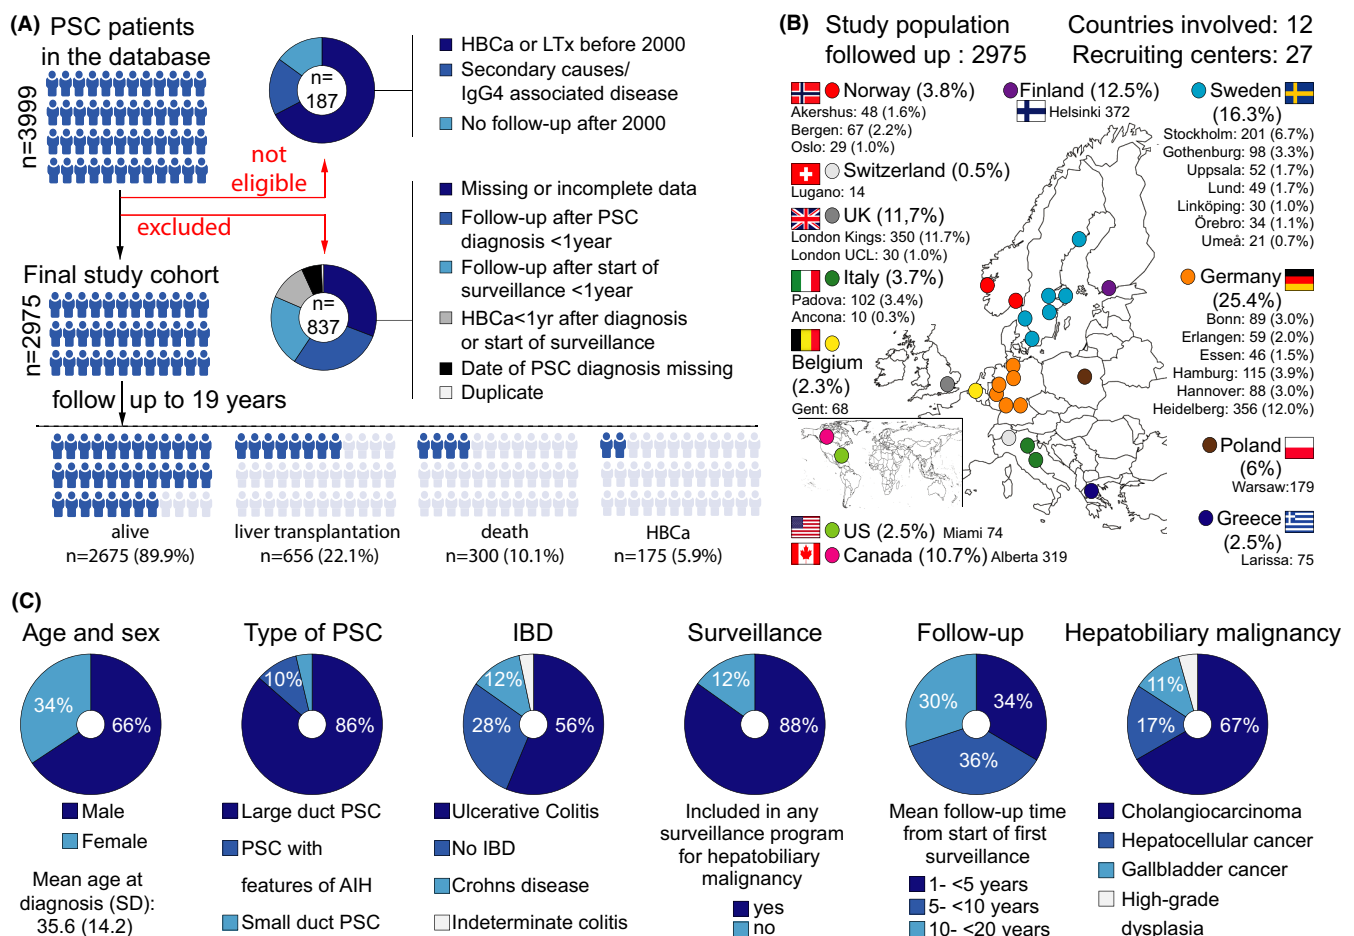 (A)
PSC patients
in the database
n=3999
n=
187
HBCa or LTx before 2000
Secondary causes/
IgG4 associated disease
No follow-up after 2000
not
eligible
excluded
Final study cohort
n=2975
n=
837
Missing or incomplete data
Follow-up after PSC
diagnosis <1year
Follow-up after start of
surveillance <1year
HBCa<1yr after diagnosis
or start of surveillance
Date of PSC diagnosis missing
Duplicate
follow up to 19 years
alive
n=2675 (89.9%)
liver transplantation
n=656 (22.1%)
death
n=300 (10.1%)
HBCa
n=175 (5.9%)
(B)
Study population
followed up : 2975
Countries involved: 12
Recruiting centers: 27
Norway (3.8%)
Akershus: 48 (1.6%)
Bergen: 67 (2.2%)
Oslo: 29 (1.0%)
Finland (12.5%)
Helsinki 372
Sweden
(16.3%)
Stockholm: 201 (6.7%)
Gothenburg: 98 (3.3%)
Uppsala: 52 (1.7%)
Lund: 49 (1.7%)
Linköping: 30 (1.0%)
Örebro: 34 (1.1%)
Umeå: 21 (0.7%)
Switzerland (0.5%)
Lugano: 14
UK (11,7%)
London Kings: 350 (11.7%)
London UCL: 30 (1.0%)
Italy (3.7%)
Padova: 102 (3.4%)
Ancona: 10 (0.3%)
Belgium
(2.3%)
Gent: 68
Germany
(25.4%)
Bonn: 89 (3.0%)
Erlangen: 59 (2.0%)
Essen: 46 (1.5%)
Hamburg: 115 (3.9%)
Hannover: 88 (3.0%)
Heidelberg: 356 (12.0%)
Poland
(6%)
Warsaw:179
Greece
(2.5%)
Larissa: 75
US (2.5%) Miami 74
Canada (10.7%) Alberta 319
(C)
Age and sex
34%
66%
Male
Female
Mean age at
diagnosis (SD):
35.6 (14.2)
Type of PSC
10%
86%
Large duct PSC
PSC with
features of AIH
Small duct PSC
IBD
12%
28%
56%
Ulcerative Colitis
No IBD
Crohns disease
Indeterminate colitis
Surveillance
12%
88%
Included in any
surveillance program
for hepatobiliary
malignancy
yes
no
Follow-up
30%
34%
36%
Mean follow-up time
from start of first
surveillance
1- <5 years
5- <10 years
10- <20 years
Hepatobiliary malignancy
11%
17%
67%
Cholangiocarcinoma
Hepatocellular cancer
Gallbladder cancer
High-grade
dysplasia